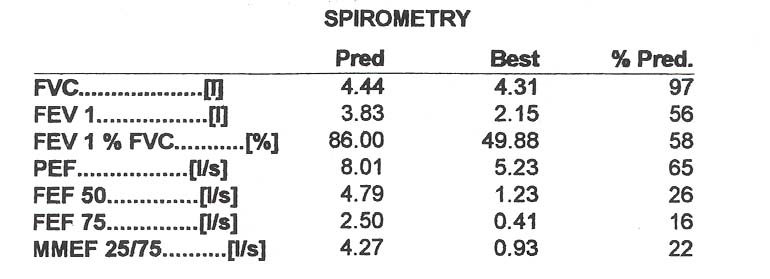 SPIROMETRY
Pred Best % Pred.
FVC.....................[l] 4.44 4.31 97
FEV 1...................[l] 3.83 2.15 56
FEV 1 % FVC............[%] 86.00 49.88 58
PEF...................[l/s] 8.01 5.23 65
FEF 50...............[l/s] 4.79 1.23 26
FEF 75...............[l/s] 2.50 0.41 16
MMEF 25/75..........[l/s] 4.27 0.93 22